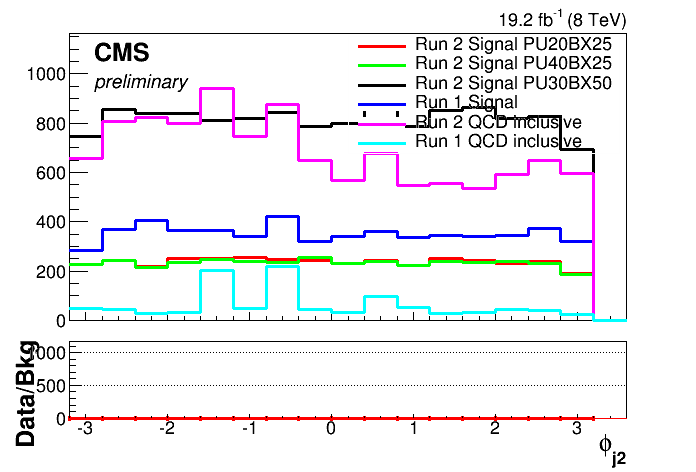 19.2 fb-1 (8 TeV)
CMS
preliminary
Run 2 Signal PU20BX25
Run 2 Signal PU40BX25
Run 2 Signal PU30BX50
Run 1 Signal
Run 2 QCD inclusive
Run 1 QCD inclusive
1000
800
600
400
200
0
Data/Bkg
1000
500
0
-3 -2 -1 0 1 2 3
ϕj2